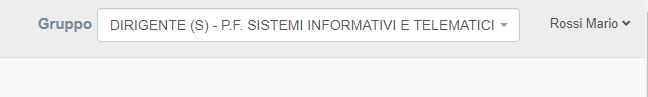 Gruppo DIRIGENTE (S) - P.F. SISTEMI INFORMATIVI E TELEMATICI Rossi Mario